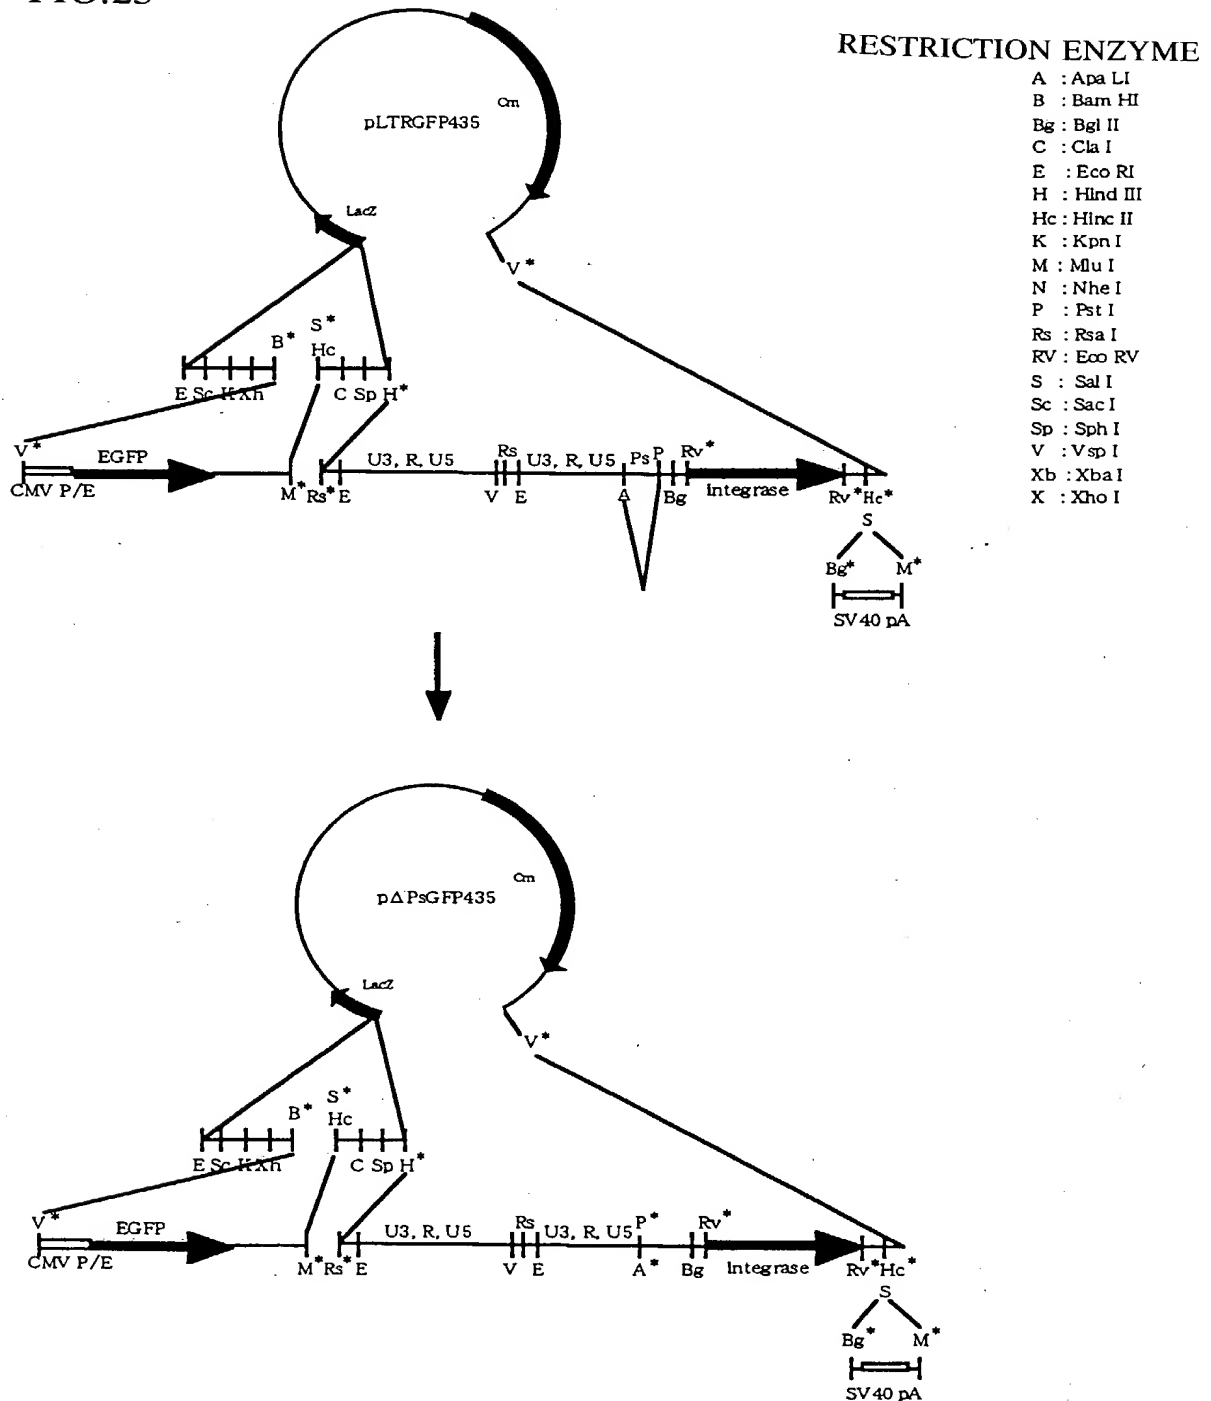 FIG.23
RESTRICTION ENZYME
A : Apa LI
B : Bam HI
Bg : Bgl II
C : Cla I
E : Eco RI
H : Hind III
Hc : Hinc II
K : Kpn I
M : Mlu I
N : Nhe I
P : Pst I
Rs : Rsa I
RV : Eco RV
S : Sal I
Sc : Sac I
Sp : Sph I
V : Vsp I
Xb : Xba I
X : Xho I
Cm
pLTRGFP435
LacZ
V*
S*
B* Hc
E Sc K Xh C Sp H*
V* EGFP U3, R, U5 Rs U3, R, U5 Ps P Rv*
CMV P/E M* Rs* E V E A Bg Integrase Rv* Hc*
S
Bg* M*
SV40 pA
Cm
pΔPsGFP435
LacZ
V*
S*
B* Hc
E Sc K Xh C Sp H*
V* EGFP U3, R, U5 Rs U3, R, U5 P* Rv*
CMV P/E M* Rs* E V E A* Bg Integrase Rv* Hc*
S
Bg* M*
SV40 pA